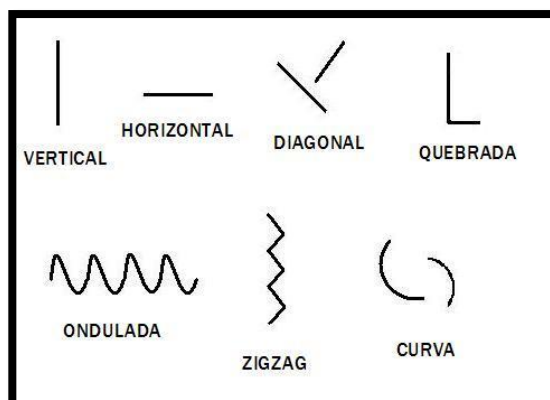 VERTICAL
HORIZONTAL
DIAGONAL
QUEBRADA
ONDULADA
ZIGZAG
CURVA